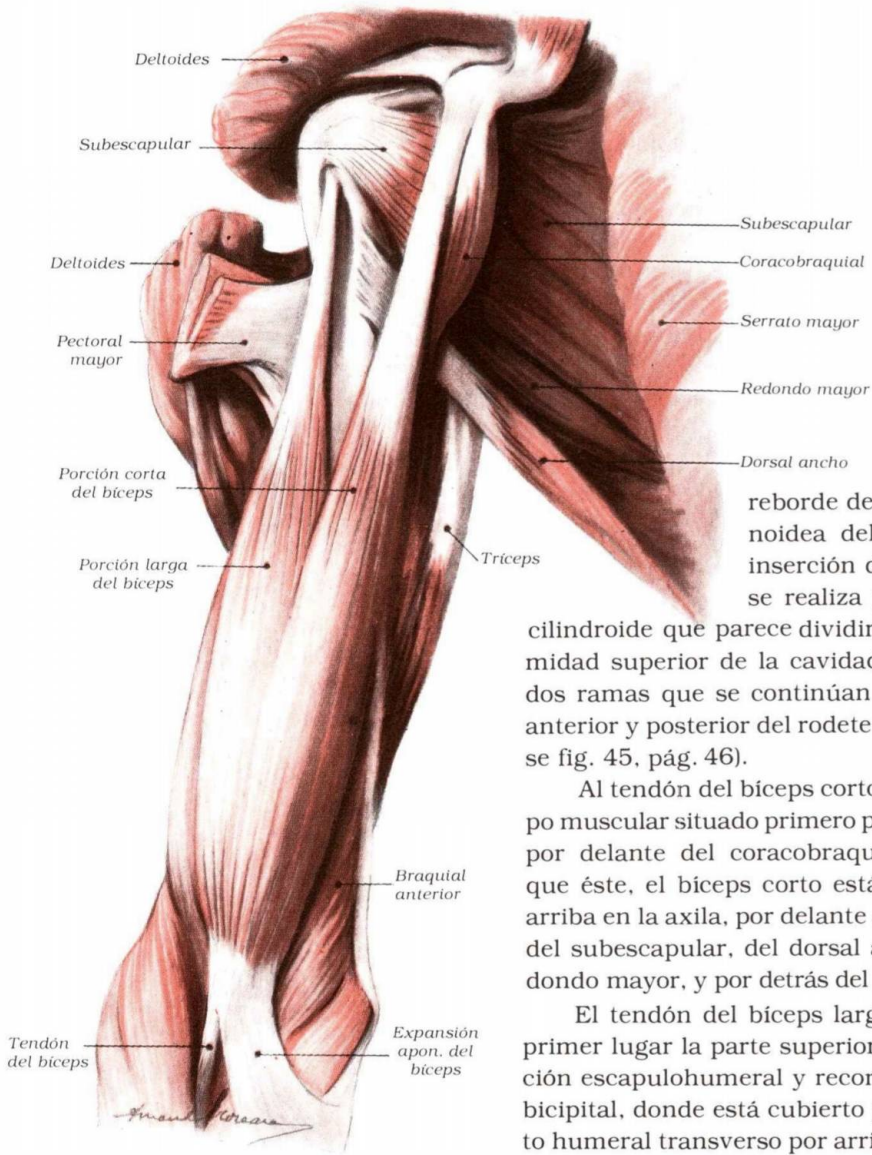 Deltoides
Subescapular
Deltoides
Pectoral
mayor
Porción corta
del bíceps
Porción larga
del bíceps
Tendón
del bíceps
Subescapular
Coracobraquial
Serrato mayor
Redondo mayor
Dorsal ancho
Tríceps
Braquial
anterior
Expansión
apon. del
bíceps
reborde de
noidea del
inserción
se realiza
cilindroide que parece dividir
midad superior de la cavidad
dos ramas que se continúan
anterior y posterior del rodete
se fig. 45, pág. 46).
Al tendón del bíceps corto
po muscular situado primero
por delante del
que éste, el bíceps corto está
arriba en la axila, por delante
del subescapular, del dorsal
dondo mayor, y por detrás del
El tendón del bíceps
primer lugar la parte superior
ción escapulohumeral y
bicipital, donde está cubierto
to humeral transverso por